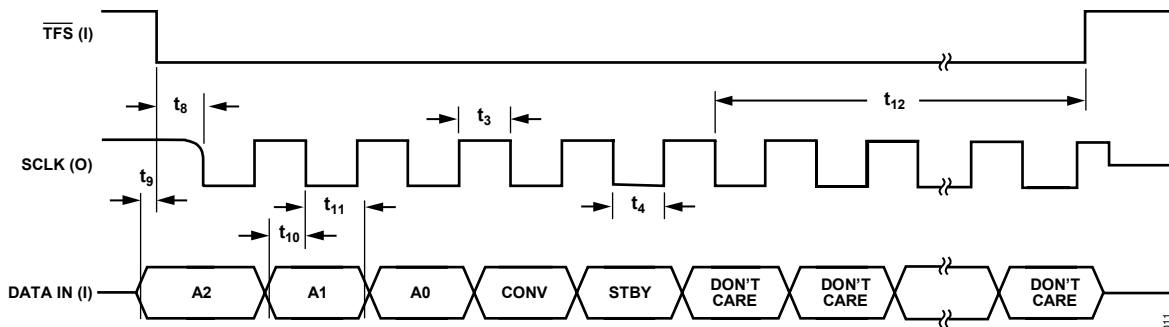 TFS (I)
t8
t3
t12
SCLK (O)
t9
t11
t4
t10
DATA IN (I)
A2
A1
A0
CONV
STBY
DON'T
CARE
DON'T
CARE
DON'T
CARE